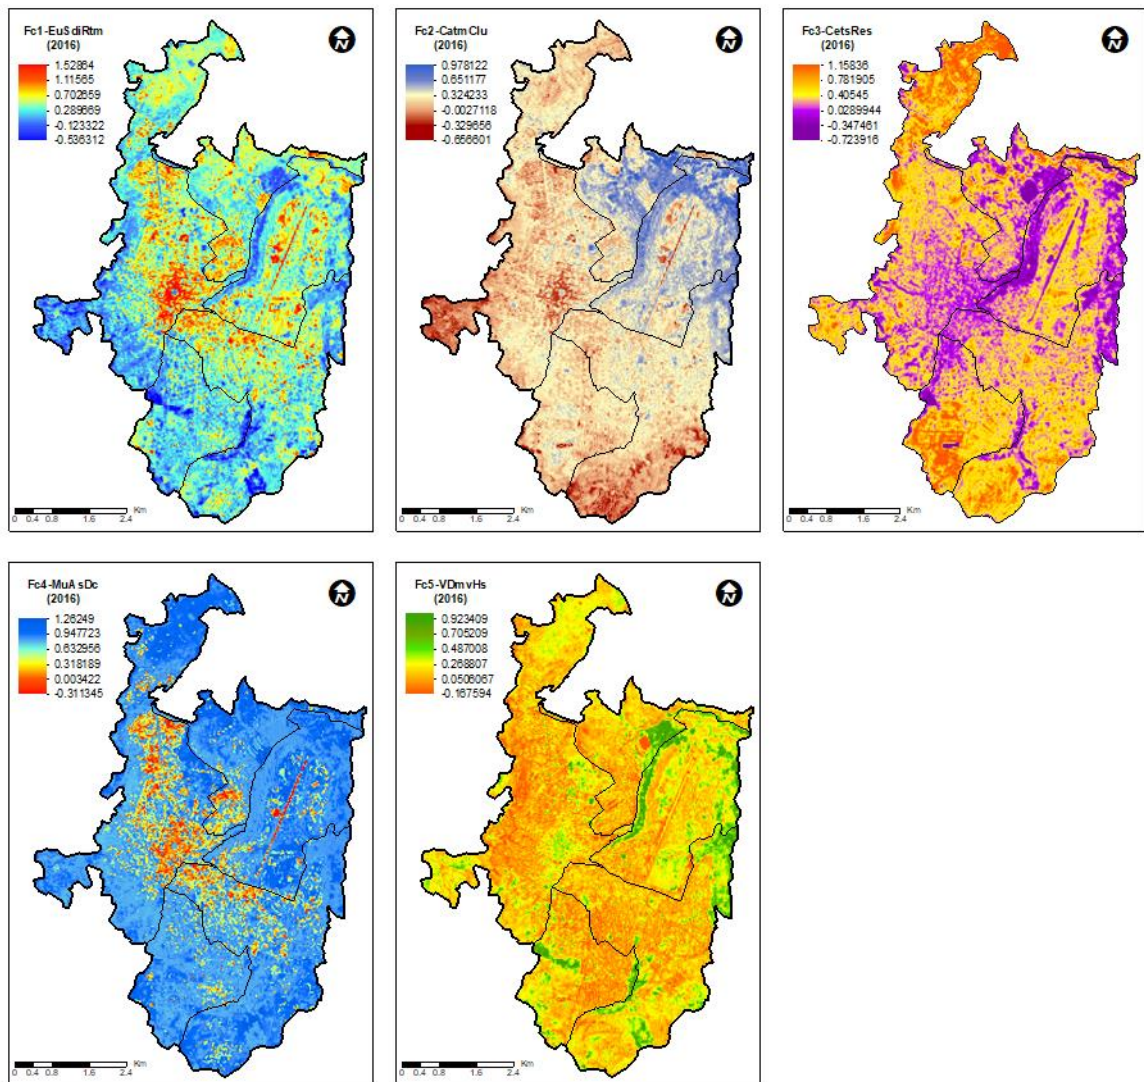 Fc1-EuSdiRtm
(2016)
1.52864
1.11565
0.702659
0.289669
-0.123322
-0.536312
N
Km
0 0.4 0.8 1.6 2.4
Fc2-CatmClu
(2016)
0.978122
0.651177
0.324233
-0.0027118
-0.329656
-0.656601
N
Km
0 0.4 0.8 1.6 2.4
Fc3-CetsRes
(2016)
1.15836
0.781905
0.40545
0.0289944
-0.347461
-0.723916
N
Km
0 0.4 0.8 1.6 2.4
Fc4-MuAsDc
(2016)
1.26249
0.947723
0.632956
0.318189
0.003422
-0.311345
N
Km
0 0.4 0.8 1.6 2.4
Fc5-VDmvHs
(2016)
0.923409
0.705209
0.487008
0.268807
0.0506067
-0.167594
N
Km
0 0.4 0.8 1.6 2.4